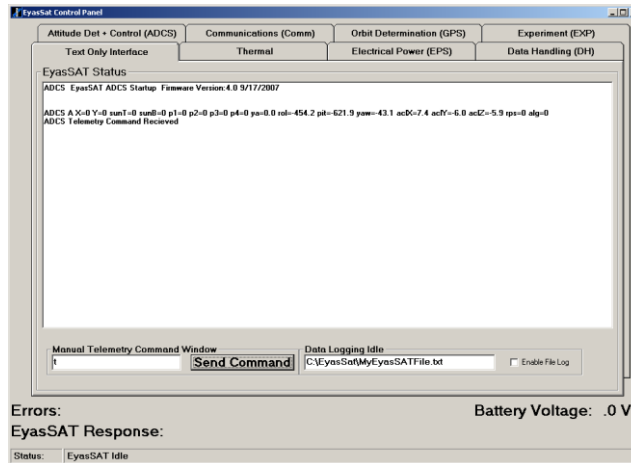 EyasSat Control Panel
Attitude Det + Control (ADCS) Communications (Comm) Orbit Determination (GPS) Experiment (EXP)
Text Only Interface Thermal Electrical Power (EPS) Data Handling (DH)
EyasSAT Status
ADCS EyasSAT ADCS Startup Firmware Version:4.0 9/17/2007
ADCS A X=0 Y=0 sunT=0 sunB=0 p1=0 p2=0 p3=0 p4=0 ya=0.0 rol=-454.2 pit=-621.9 yaw=-43.1 aclX=7.4 aclY=-6.0 aclZ=-5.9 rps=0 alg=0
ADCS Telemetry Command Recieved
Manual Telemetry Command Window Data Logging Idle
t Send Command C:\EyasSat\MyEyasSATFile.txt Enable File Log
Errors: Battery Voltage: .0 V
EyasSAT Response:
Status: EyasSAT Idle